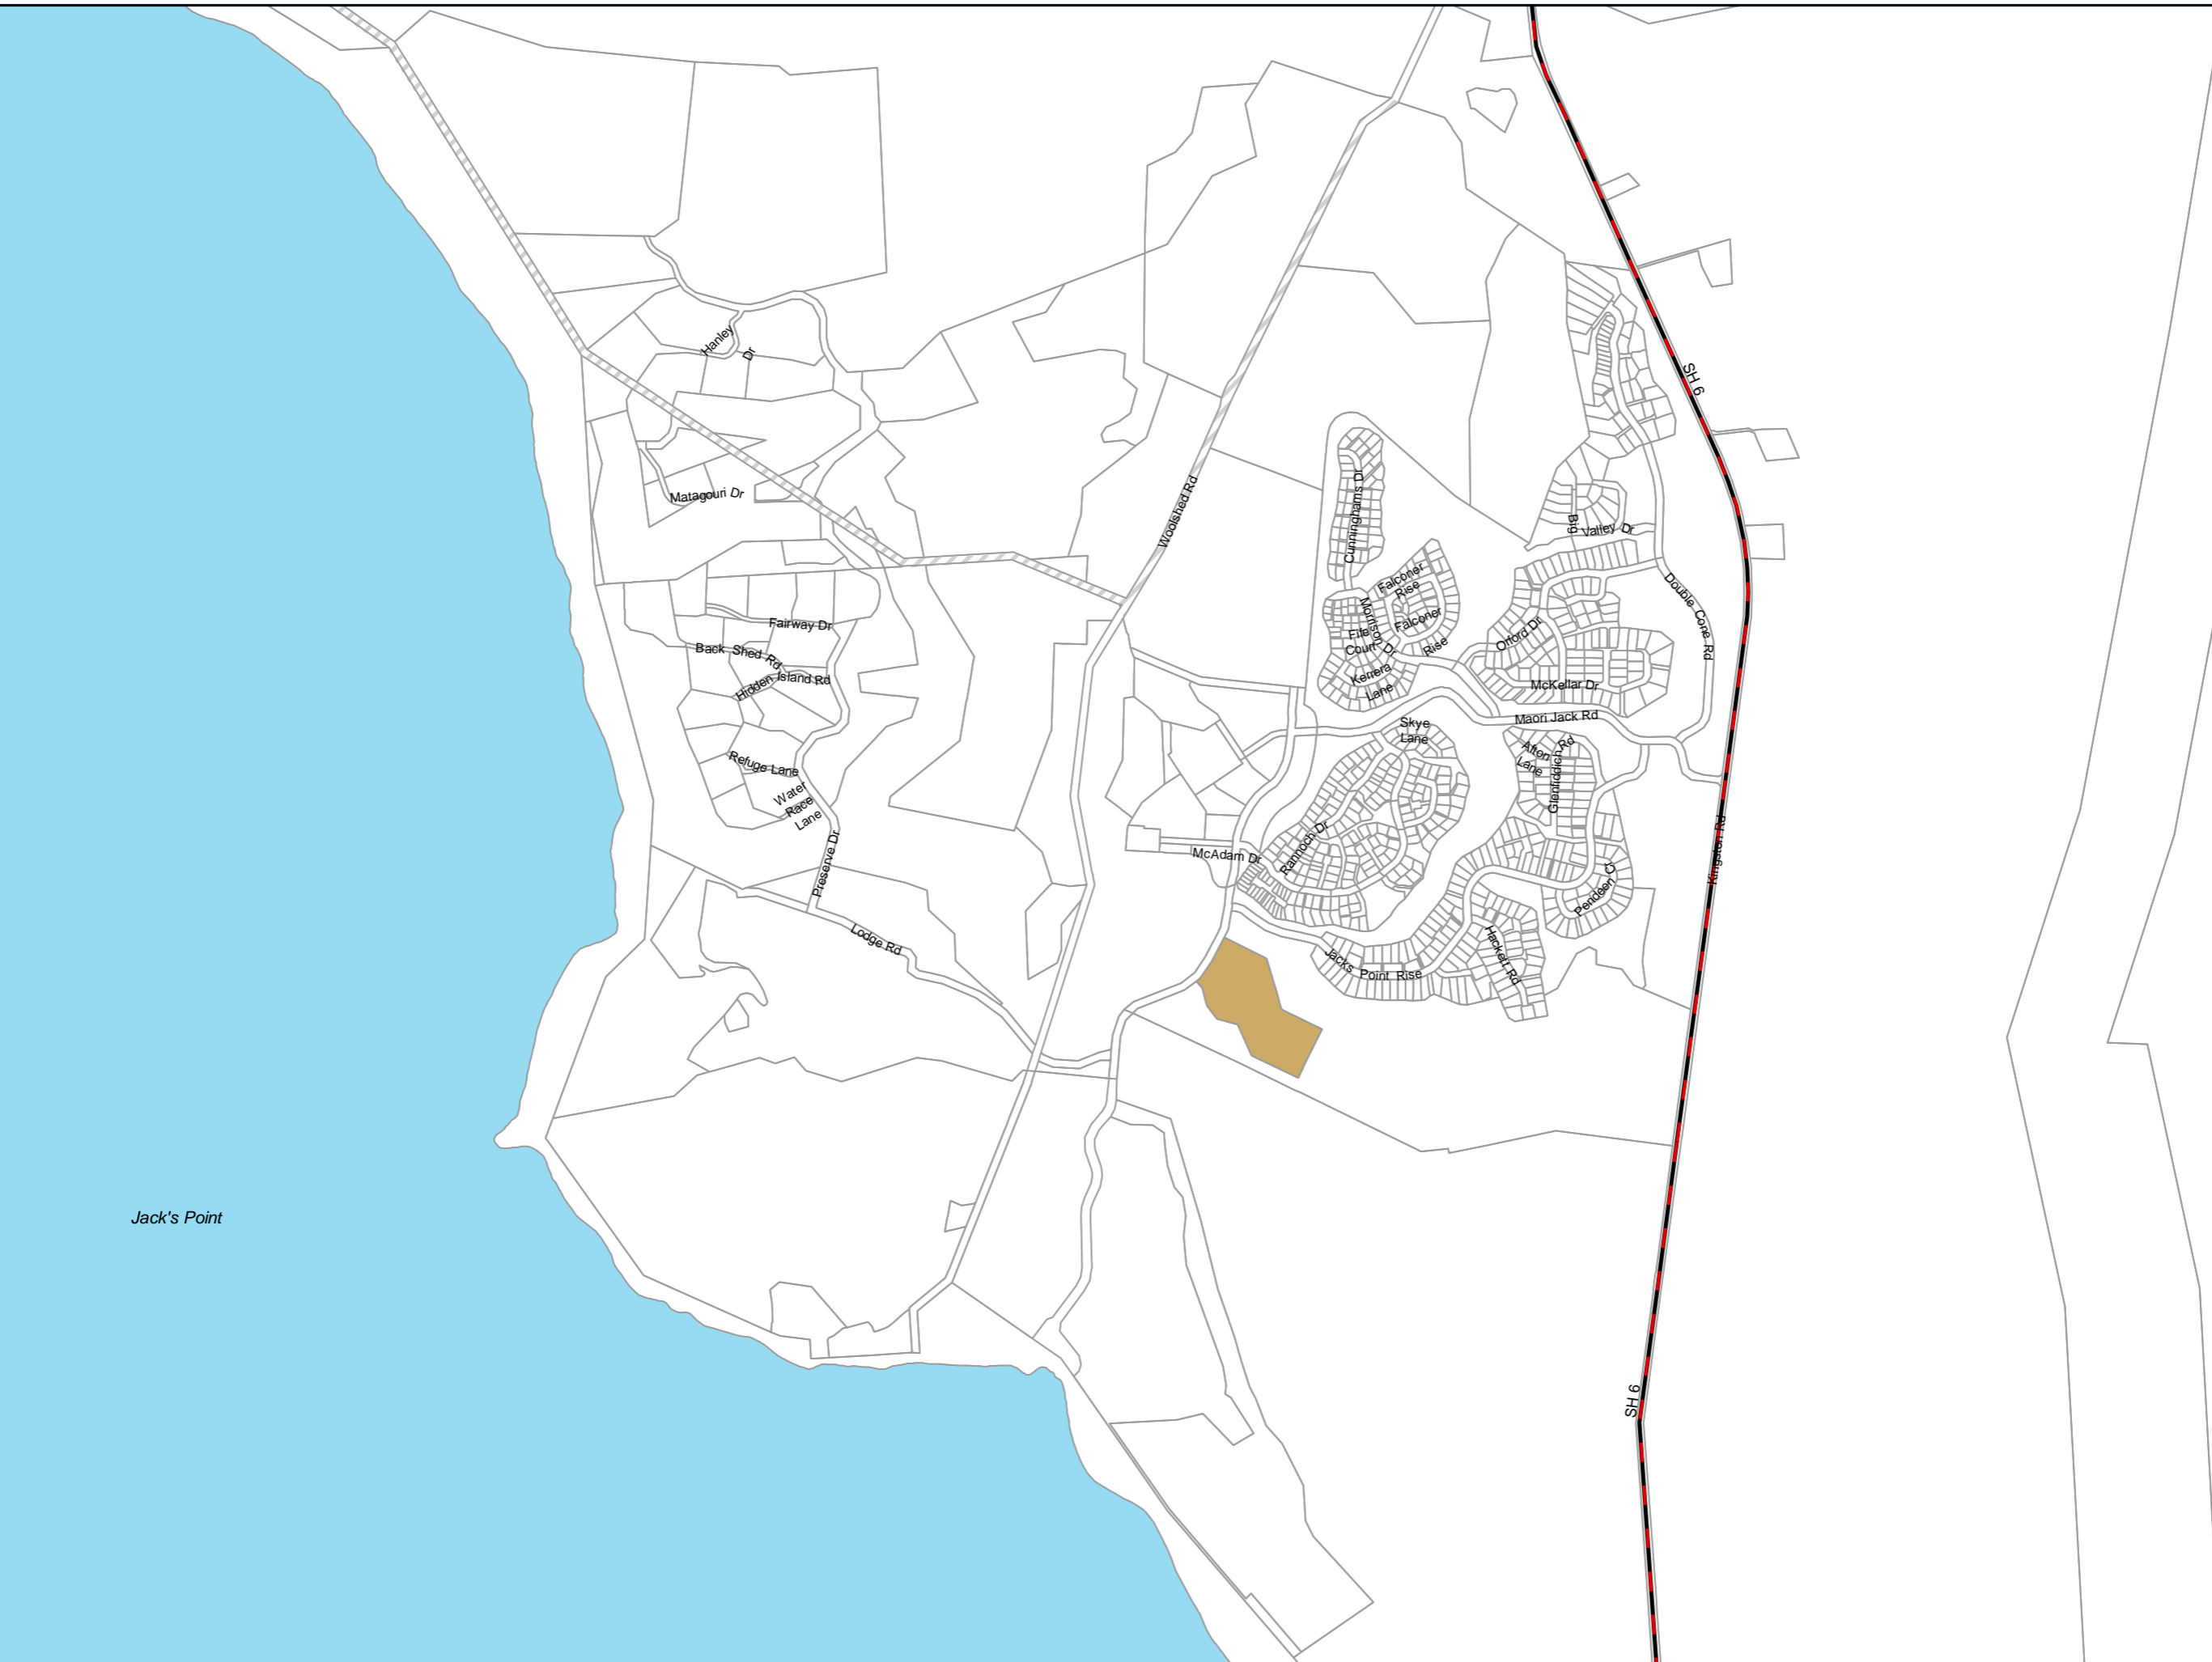 Hanley
Dr
SH 6
Matagouri Dr
Woolshed Rd
Cunninghams Dr
Big
Valley Dr
Falconer
Rise
Double Cone Rd
Fairway Dr
Morrison Dr
Falconer
Rise
Fife
Court
Orford Dr
Back Shed Rd
Hidden Island Rd
Kerrera
Lane
McKellar Dr
Maori Jack Rd
Skye
Lane
Afton
Lane
Glenfiddich Rd
Refuge Lane
Water
Race
Lane
Rannoch Dr
McAdam Dr
Kingston Rd
Preserve Dr
Pendeen Cr
Lodge Rd
Jacks Point Rise
Hackett Rd
Jack's Point
SH 6